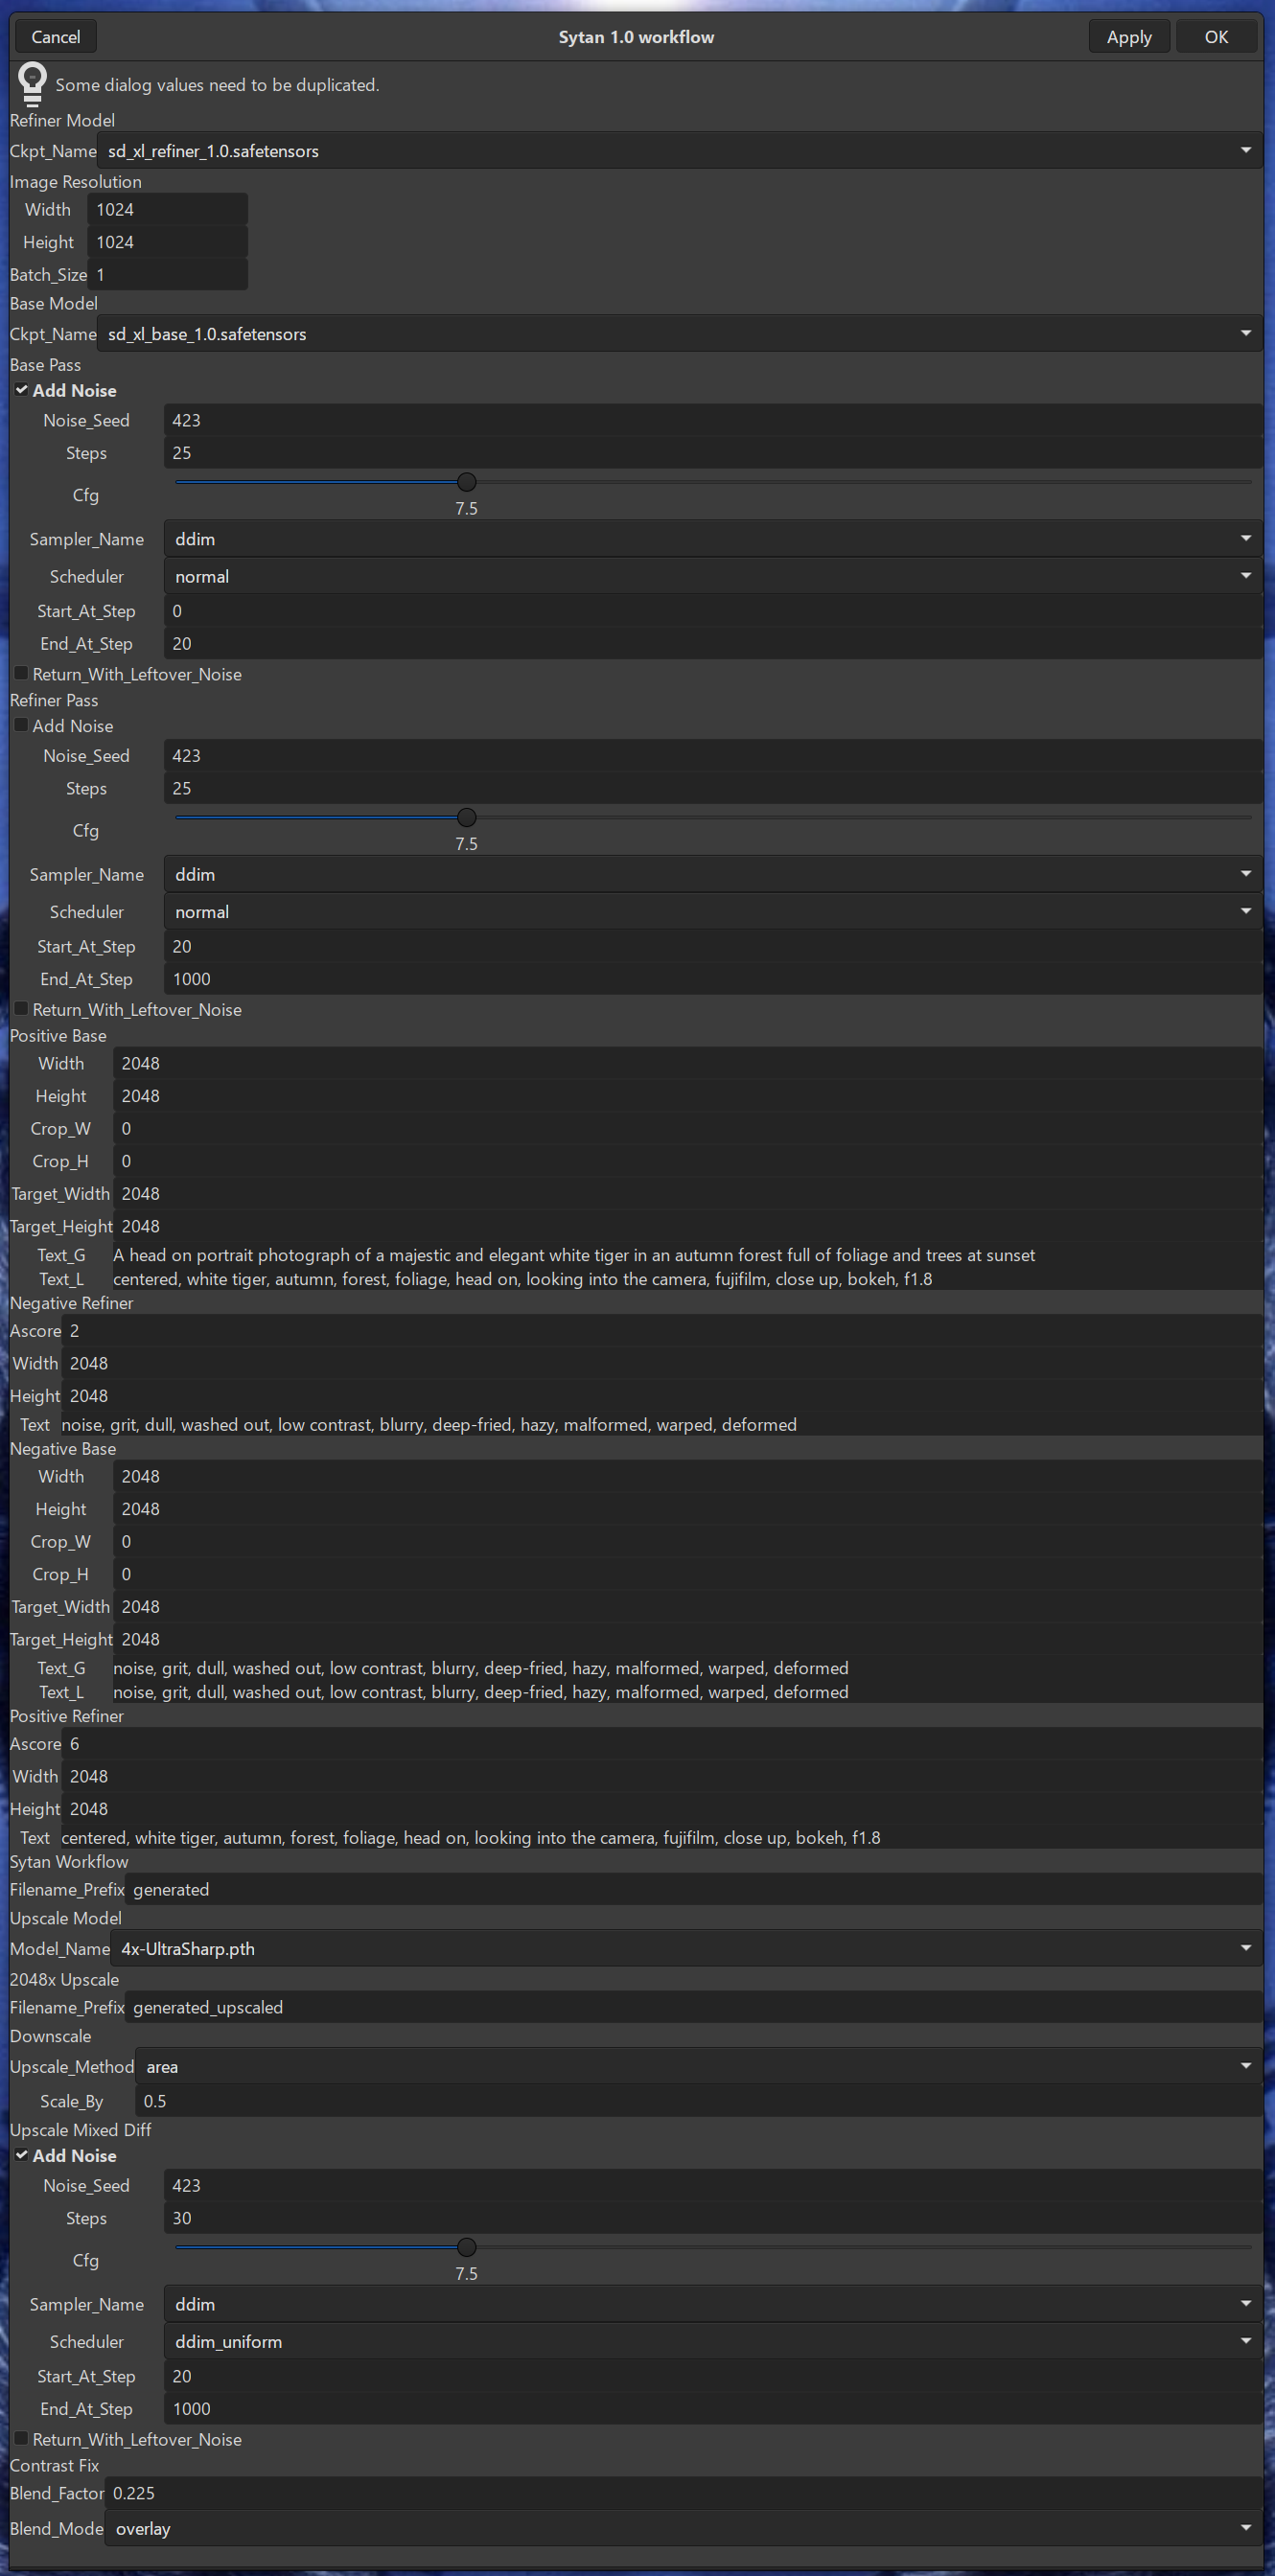 Cancel Sytan 1.0 workflow Apply OK
Some dialog values need to be duplicated.
Refiner Model
Ckpt_Name sd_xl_refiner_1.0.safetensors
Image Resolution
Width 1024
Height 1024
Batch_Size 1
Base Model
Ckpt_Name sd_xl_base_1.0.safetensors
Base Pass
Add Noise
Noise_Seed 423
Steps 25
Cfg
7.5
Sampler_Name ddim
Scheduler normal
Start_At_Step 0
End_At_Step 20
Return_With_Leftover_Noise
Refiner Pass
Add Noise
Noise_Seed 423
Steps 25
Cfg
7.5
Sampler_Name ddim
Scheduler normal
Start_At_Step 20
End_At_Step 1000
Return_With_Leftover_Noise
Positive Base
Width 2048
Height 2048
Crop_W 0
Crop_H 0
Target_Width 2048
Target_Height 2048
Text_G A head on portrait photograph of a majestic and elegant white tiger in an autumn forest full of foliage and trees at sunset
Text_L centered, white tiger, autumn, forest, foliage, head on, looking into the camera, fujifilm, close up, bokeh, f1.8
Negative Refiner
Ascore 2
Width 2048
Height 2048
Text noise, grit, dull, washed out, low contrast, blurry, deep-fried, hazy, malformed, warped, deformed
Negative Base
Width 2048
Height 2048
Crop_W 0
Crop_H 0
Target_Width 2048
Target_Height 2048
Text_G noise, grit, dull, washed out, low contrast, blurry, deep-fried, hazy, malformed, warped, deformed
Text_L noise, grit, dull, washed out, low contrast, blurry, deep-fried, hazy, malformed, warped, deformed
Positive Refiner
Ascore 6
Width 2048
Height 2048
Text centered, white tiger, autumn, forest, foliage, head on, looking into the camera, fujifilm, close up, bokeh, f1.8
Sytan Workflow
Filename_Prefix generated
Upscale Model
Model_Name 4x-UltraSharp.pth
2048x Upscale
Filename_Prefix generated_upscaled
Downscale
Upscale_Method area
Scale_By 0.5
Upscale Mixed Diff
Add Noise
Noise_Seed 423
Steps 30
Cfg
7.5
Sampler_Name ddim
Scheduler ddim_uniform
Start_At_Step 20
End_At_Step 1000
Return_With_Leftover_Noise
Contrast Fix
Blend_Factor 0.225
Blend_Mode overlay